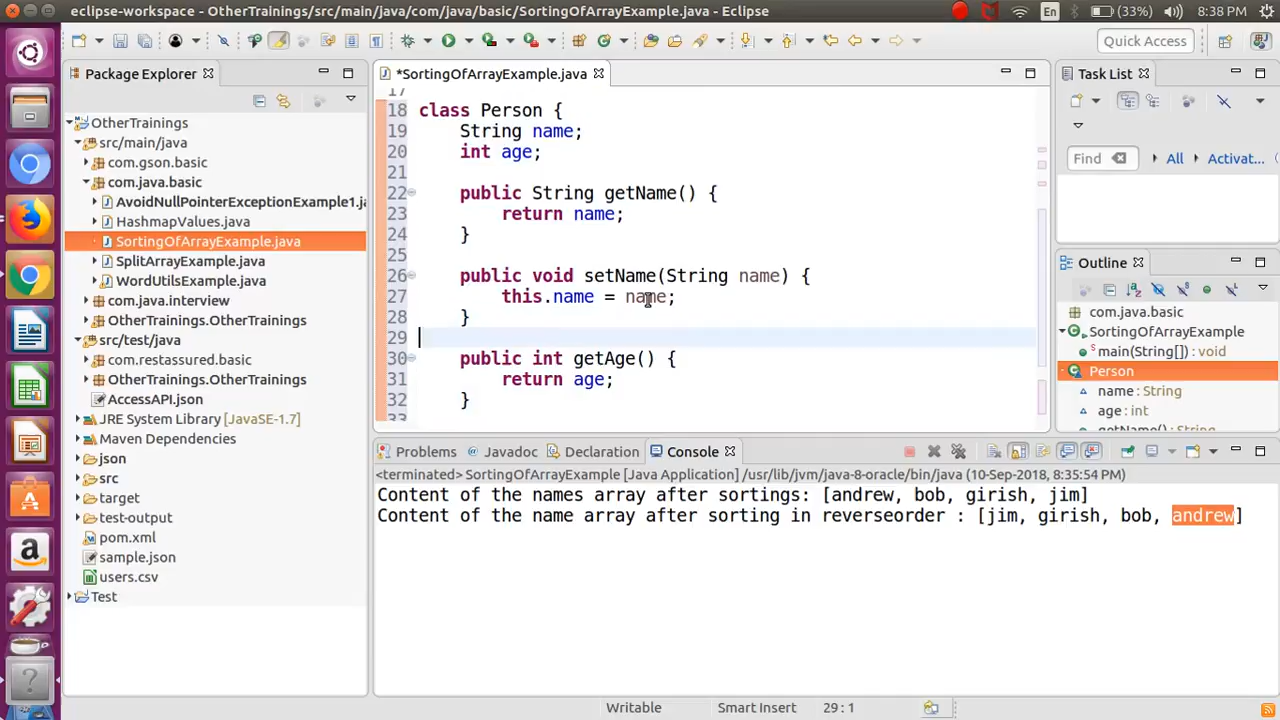 eclipse-workspace - OtherTrainings/src/main/java/com/java/basic/SortingOfArrayExample.java - Eclipse
En
(33%)
8:38 PM
Quick Access
Package Explorer
OtherTrainings
src/main/java
com.gson.basic
com.java.basic
AvoidNullPointerExceptionExample1.ja
HashmapValues.java
SortingOfArrayExample.java
SplitArrayExample.java
WordUtilsExample.java
com.java.interview
OtherTrainings.OtherTrainings
src/test/java
com.restassured.basic
OtherTrainings.OtherTrainings
AccessAPI.json
JRE System Library [JavaSE-1.7]
Maven Dependencies
json
src
target
test-output
pom.xml
sample.json
users.csv
Test
*SortingOfArrayExample.java
17
18 class Person {
19 String name;
20 int age;
21
22 public String getName() {
23 return name;
24 }
25
26 public void setName(String name) {
27 this.name = name;
28 }
29
30 public int getAge() {
31 return age;
32 }
33
Task List
Find
All
Activat...
Outline
com.java.basic
SortingOfArrayExample
main(String[]) : void
Person
name : String
age : int
getName() : String
Problems
Javadoc
Declaration
Console
<terminated> SortingOfArrayExample [Java Application] /usr/lib/jvm/java-8-oracle/bin/java (10-Sep-2018, 8:35:54 PM)
Content of the names array after sortings: [andrew, bob, girish, jim]
Content of the name array after sorting in reverseorder : [jim, girish, bob, andrew]
Writable
Smart Insert
29 : 1